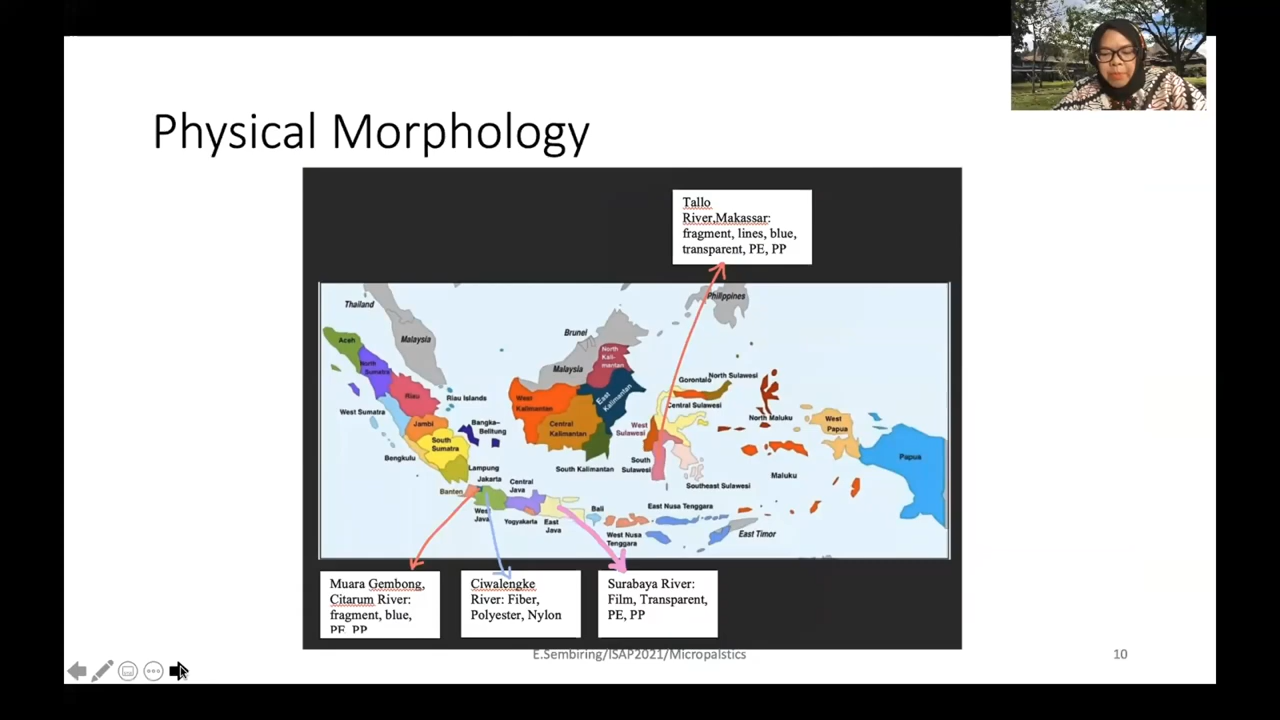 Physical Morphology
Tallo
River,Makassar:
fragment, lines, blue,
transparent, PE, PP
Thailand
Philippines
Brunei
Malaysia
Aceh
North
Sumatra
Malaysia
North
Kali-
mantan
Riau
Riau Islands
West
Kalimantan
East
Kalimantan
Gorontalo
North Sulawesi
Central Sulawesi
West Sumatra
Jambi
Bangka–
Belitung
Central
Kalimantan
West
Sulawesi
North Maluku
West
Papua
South
Sumatra
Bengkulu
Papua
Lampung
South Kalimantan
South
Sulawesi
Maluku
Jakarta
Southeast Sulawesi
Banten
Central
Java
West
Java
Yogyakarta
East
Java
Bali
East Nusa Tenggara
West Nusa
Tenggara
East Timor
Muara Gembong,
Citarum River:
fragment, blue,
PE, PP
Ciwalengke
River: Fiber,
Polyester, Nylon
Surabaya River:
Film, Transparent,
PE, PP
E.Sembiring/ISAP2021/Micropalstics
10